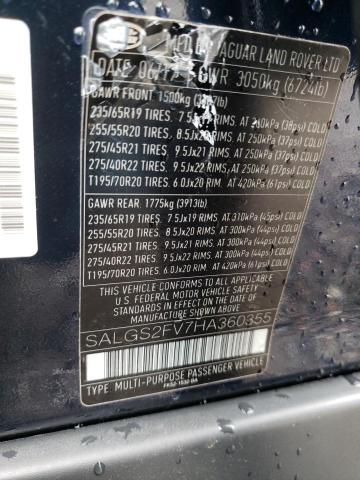 MFD BY JAGUAR LAND ROVER LTD
DATE GVWR 3050kg (6724lb)
GAWR FRONT 1500kg
235/65R19 TIRES. 7.5Jx19 RIMS. AT 260kPa (38psi) COLD
255/55R20 TIRES. 8.5Jx20 RIMS. AT 250kPa (37psi) COLD
275/45R21 TIRES. 9.5Jx21 RIMS. AT 250kPa (37psi) COLD
275/40R22 TIRES. 9.5Jx22 RIMS. AT 250kPa (37psi) COLD
T195/70R20 TIRES. 6.0Jx20 RIMS. AT 420kPa (61psi) COLD
GAWR REAR. 1775kg (3913lb)
235/65R19 TIRES. 7.5Jx19 RIMS. AT 310kPa (45psi) COLD
255/55R20 TIRES. 8.5Jx20 RIMS. AT 300kPa (44psi) COLD
275/45R21 TIRES. 9.5Jx21 RIMS. AT 300kPa (44psi) COLD
275/40R22 TIRES. 9.5Jx22 RIMS. AT 300kPa (44psi) COLD
T195/70R20 TIRES. 6.0Jx20 RIMS. AT 420kPa (61psi) COLD
THIS VEHICLE CONFORMS TO ALL APPLICABLE
FEDERAL MOTOR VEHICLE SAFETY
STANDARDS IN EFFECT ON THE DATE OF
MANUFACTURE SHOWN ABOVE
SALGS2FV7HA360355
TYPE: MULTI-PURPOSE PASSENGER VEHICLE